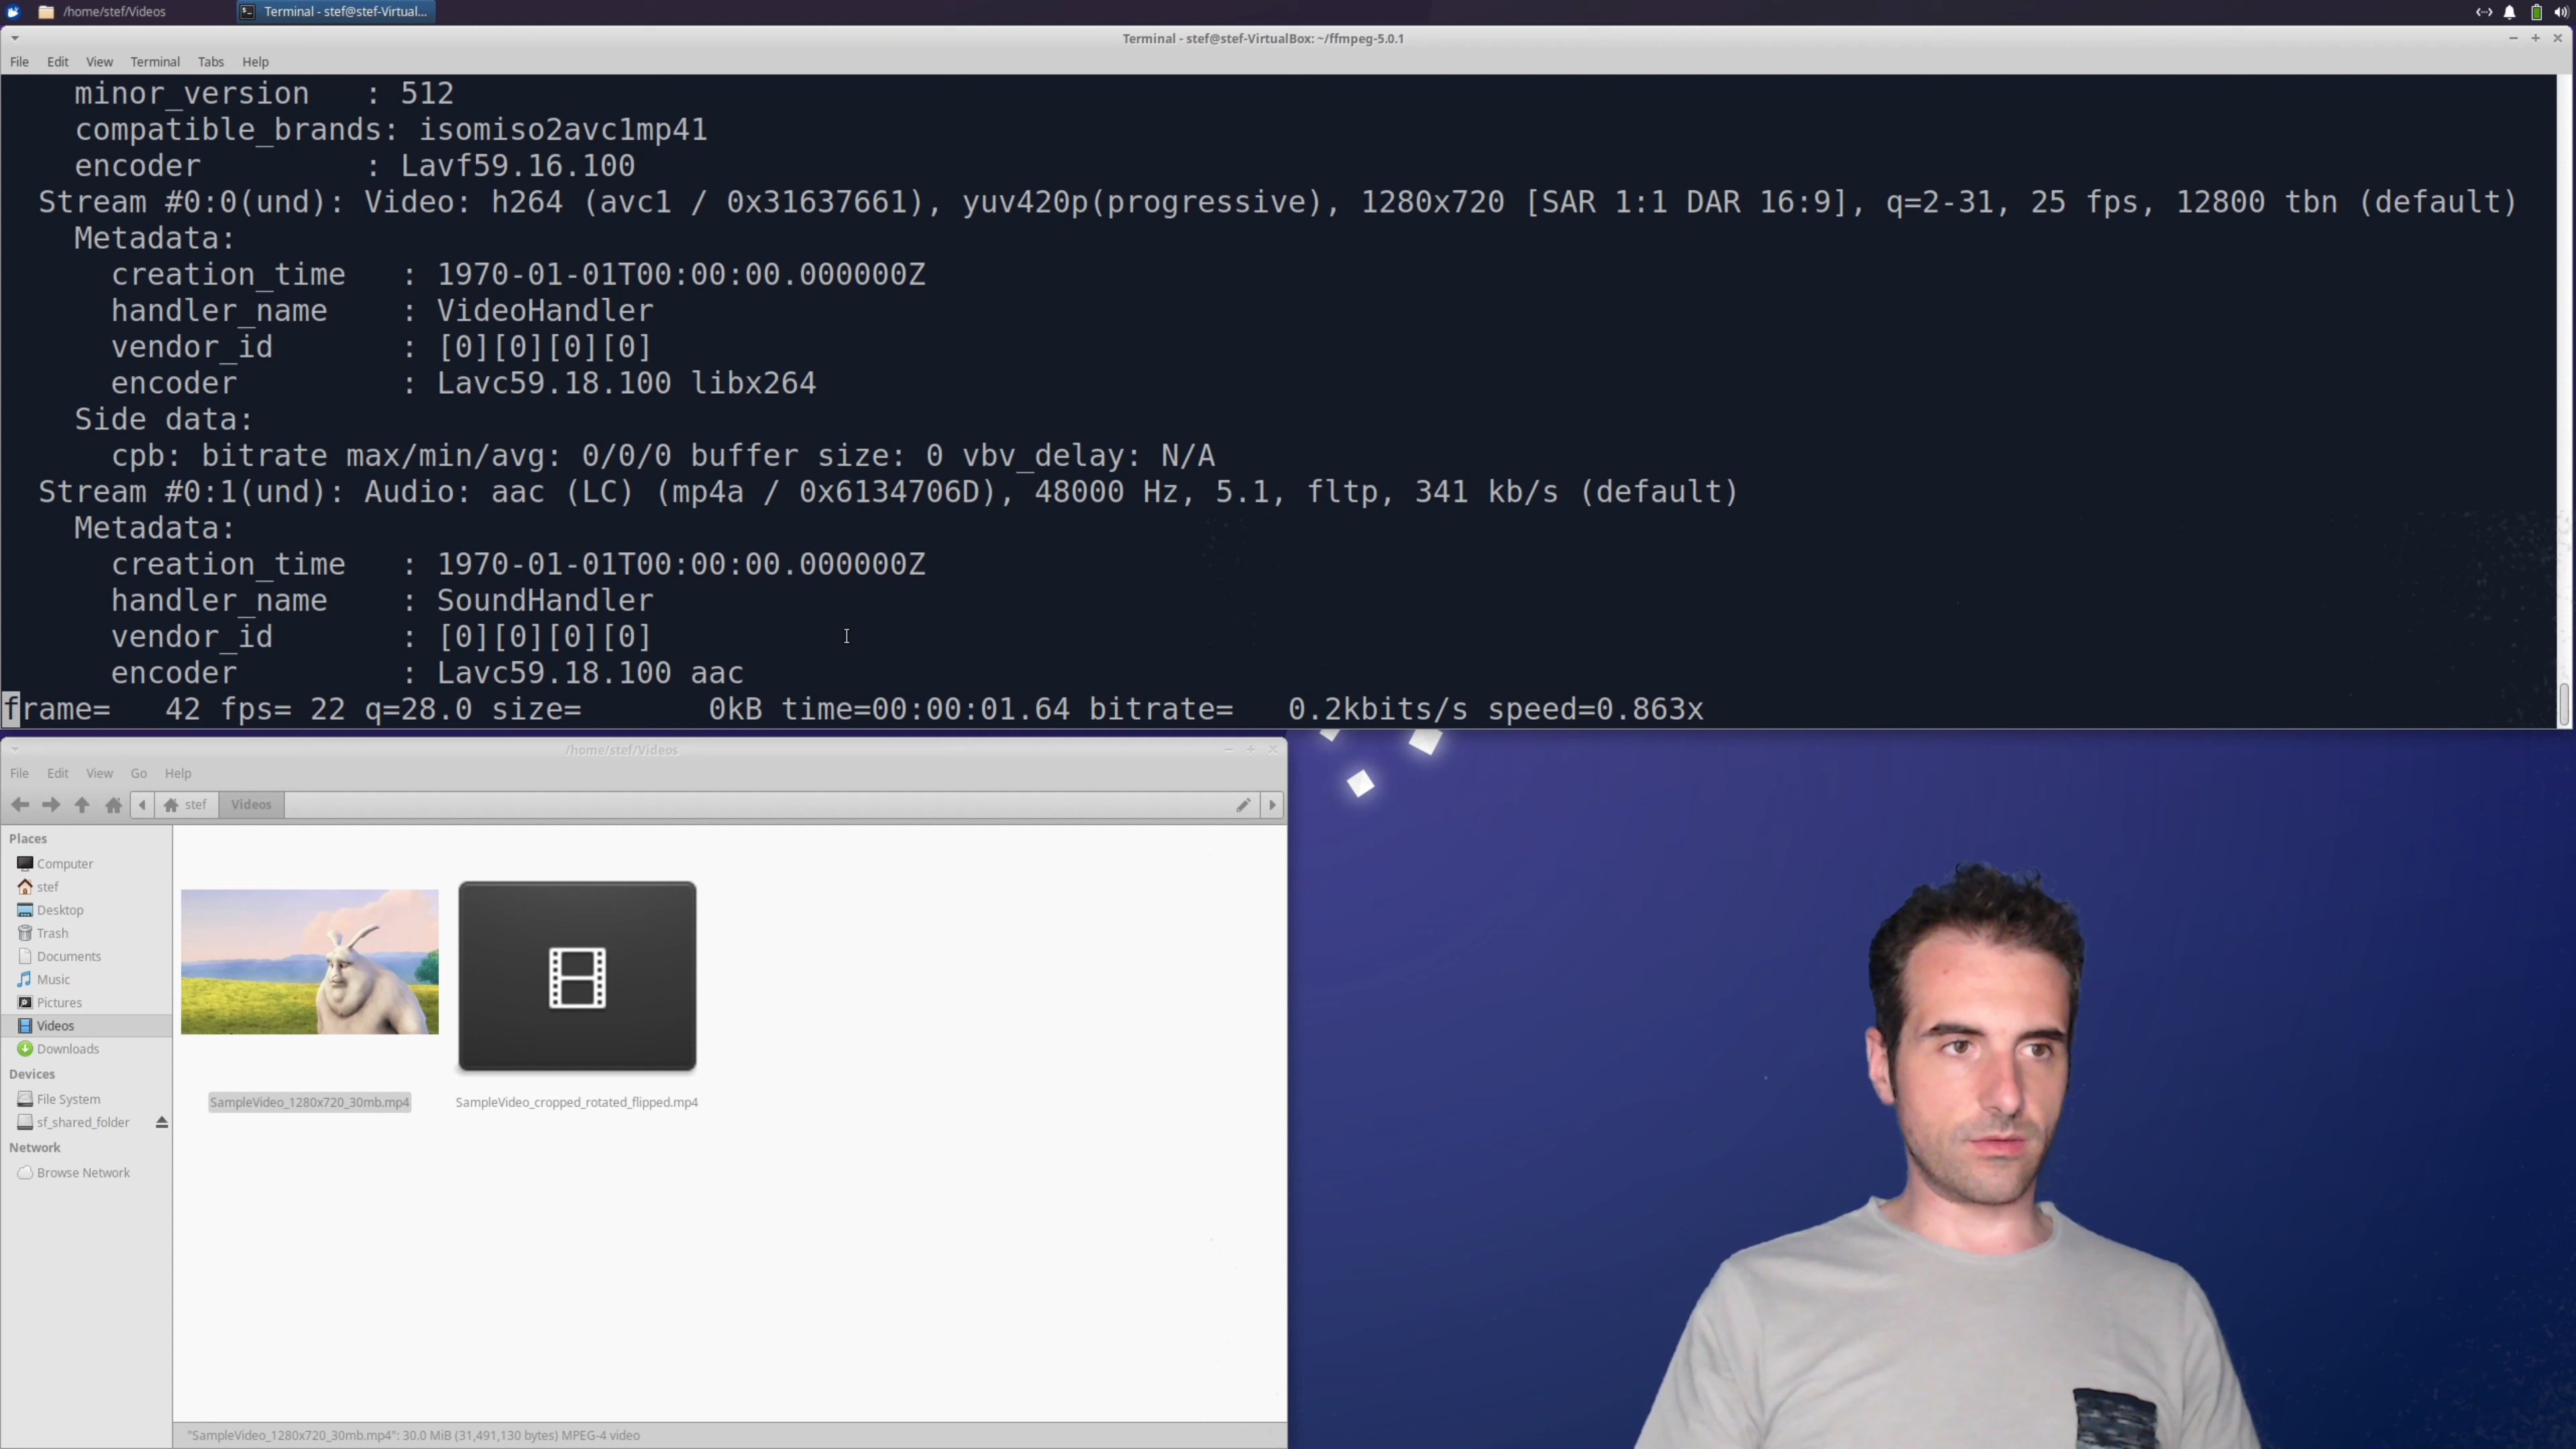 /home/stef/Videos
Terminal - stef@stef-Virtual...
Terminal - stef@stef-VirtualBox: ~/ffmpeg-5.0.1
File Edit View Terminal Tabs Help
minor_version : 512
compatible_brands: isomiso2avc1mp41
encoder : Lavf59.16.100
Stream #0:0(und): Video: h264 (avc1 / 0x31637661), yuv420p(progressive), 1280x720 [SAR 1:1 DAR 16:9], q=2-31, 25 fps, 12800 tbn (default)
Metadata:
creation_time : 1970-01-01T00:00:00.000000Z
handler_name : VideoHandler
vendor_id : [0][0][0][0]
encoder : Lavc59.18.100 libx264
Side data:
cpb: bitrate max/min/avg: 0/0/0 buffer size: 0 vbv_delay: N/A
Stream #0:1(und): Audio: aac (LC) (mp4a / 0x6134706D), 48000 Hz, 5.1, fltp, 341 kb/s (default)
Metadata:
creation_time : 1970-01-01T00:00:00.000000Z
handler_name : SoundHandler
vendor_id : [0][0][0][0]
encoder : Lavc59.18.100 aac
frame= 42 fps= 22 q=28.0 size= 0kB time=00:00:01.64 bitrate= 0.2kbits/s speed=0.863x
/home/stef/Videos
File Edit View Go Help
stef Videos
Places
Computer
stef
Desktop
Trash
Documents
Music
Pictures
Videos
Downloads
Devices
File System
sf_shared_folder
Network
Browse Network
SampleVideo_1280x720_30mb.mp4
SampleVideo_cropped_rotated_flipped.mp4
"SampleVideo_1280x720_30mb.mp4": 30.0 MiB (31,491,130 bytes) MPEG-4 video